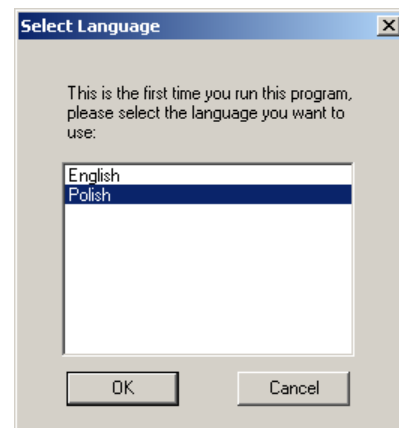 Select Language
This is the first time you run this program,
please select the language you want to
use:
English
Polish
OK
Cancel